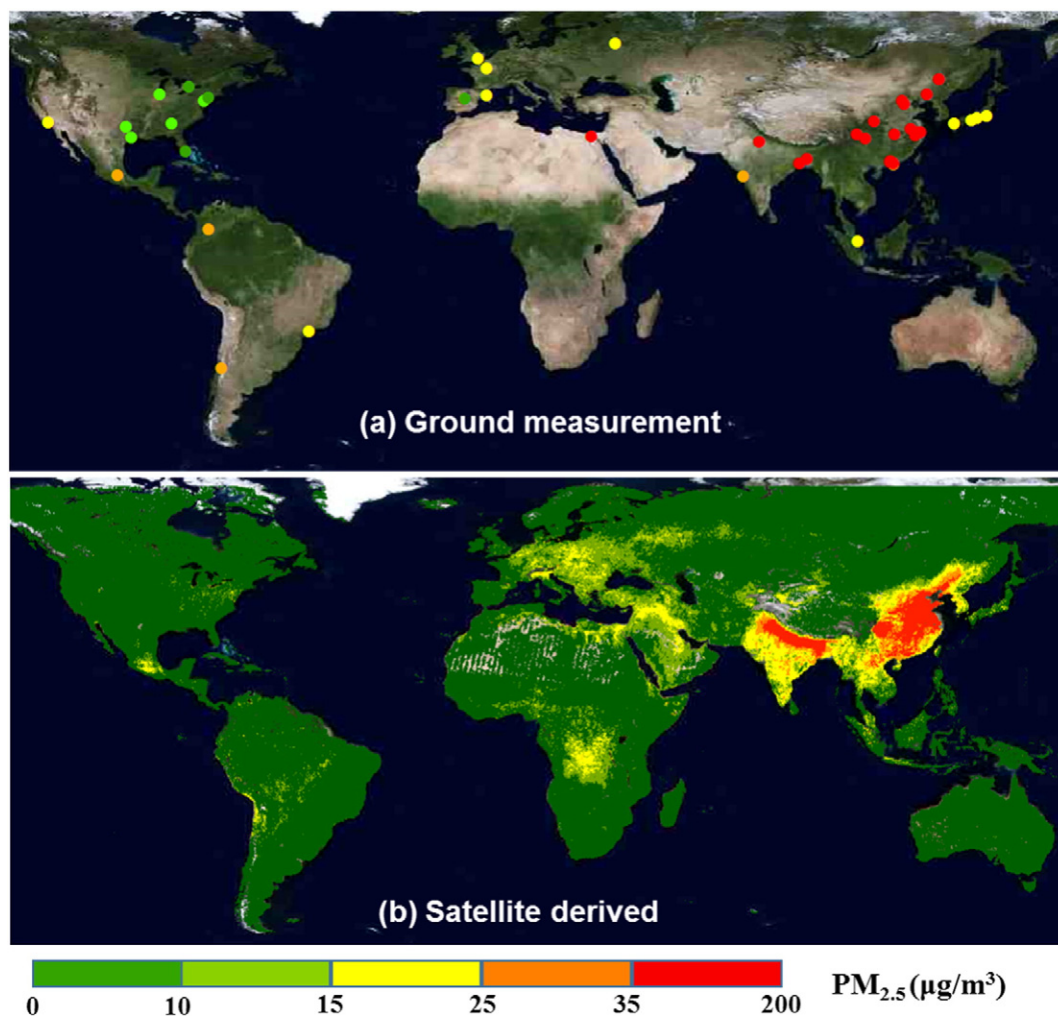 (a) Ground measurement
(b) Satellite derived
0 10 15 25 35 200 PM₂.₅ (μg/m³)